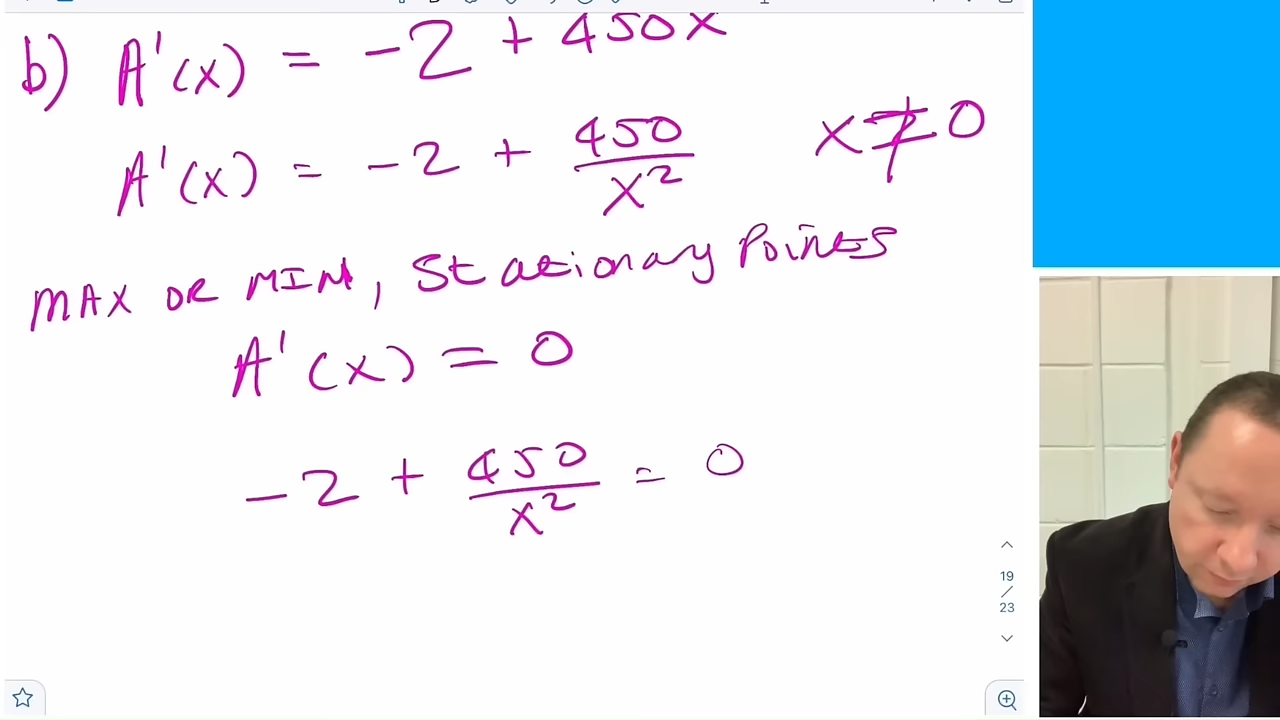 b) A'(x) = -2 + 450x
A'(x) = -2 + 450/x² x ≠ 0
MAX OR MIN, Stationary Points
A'(x) = 0
-2 + 450/x² = 0
19
/
23